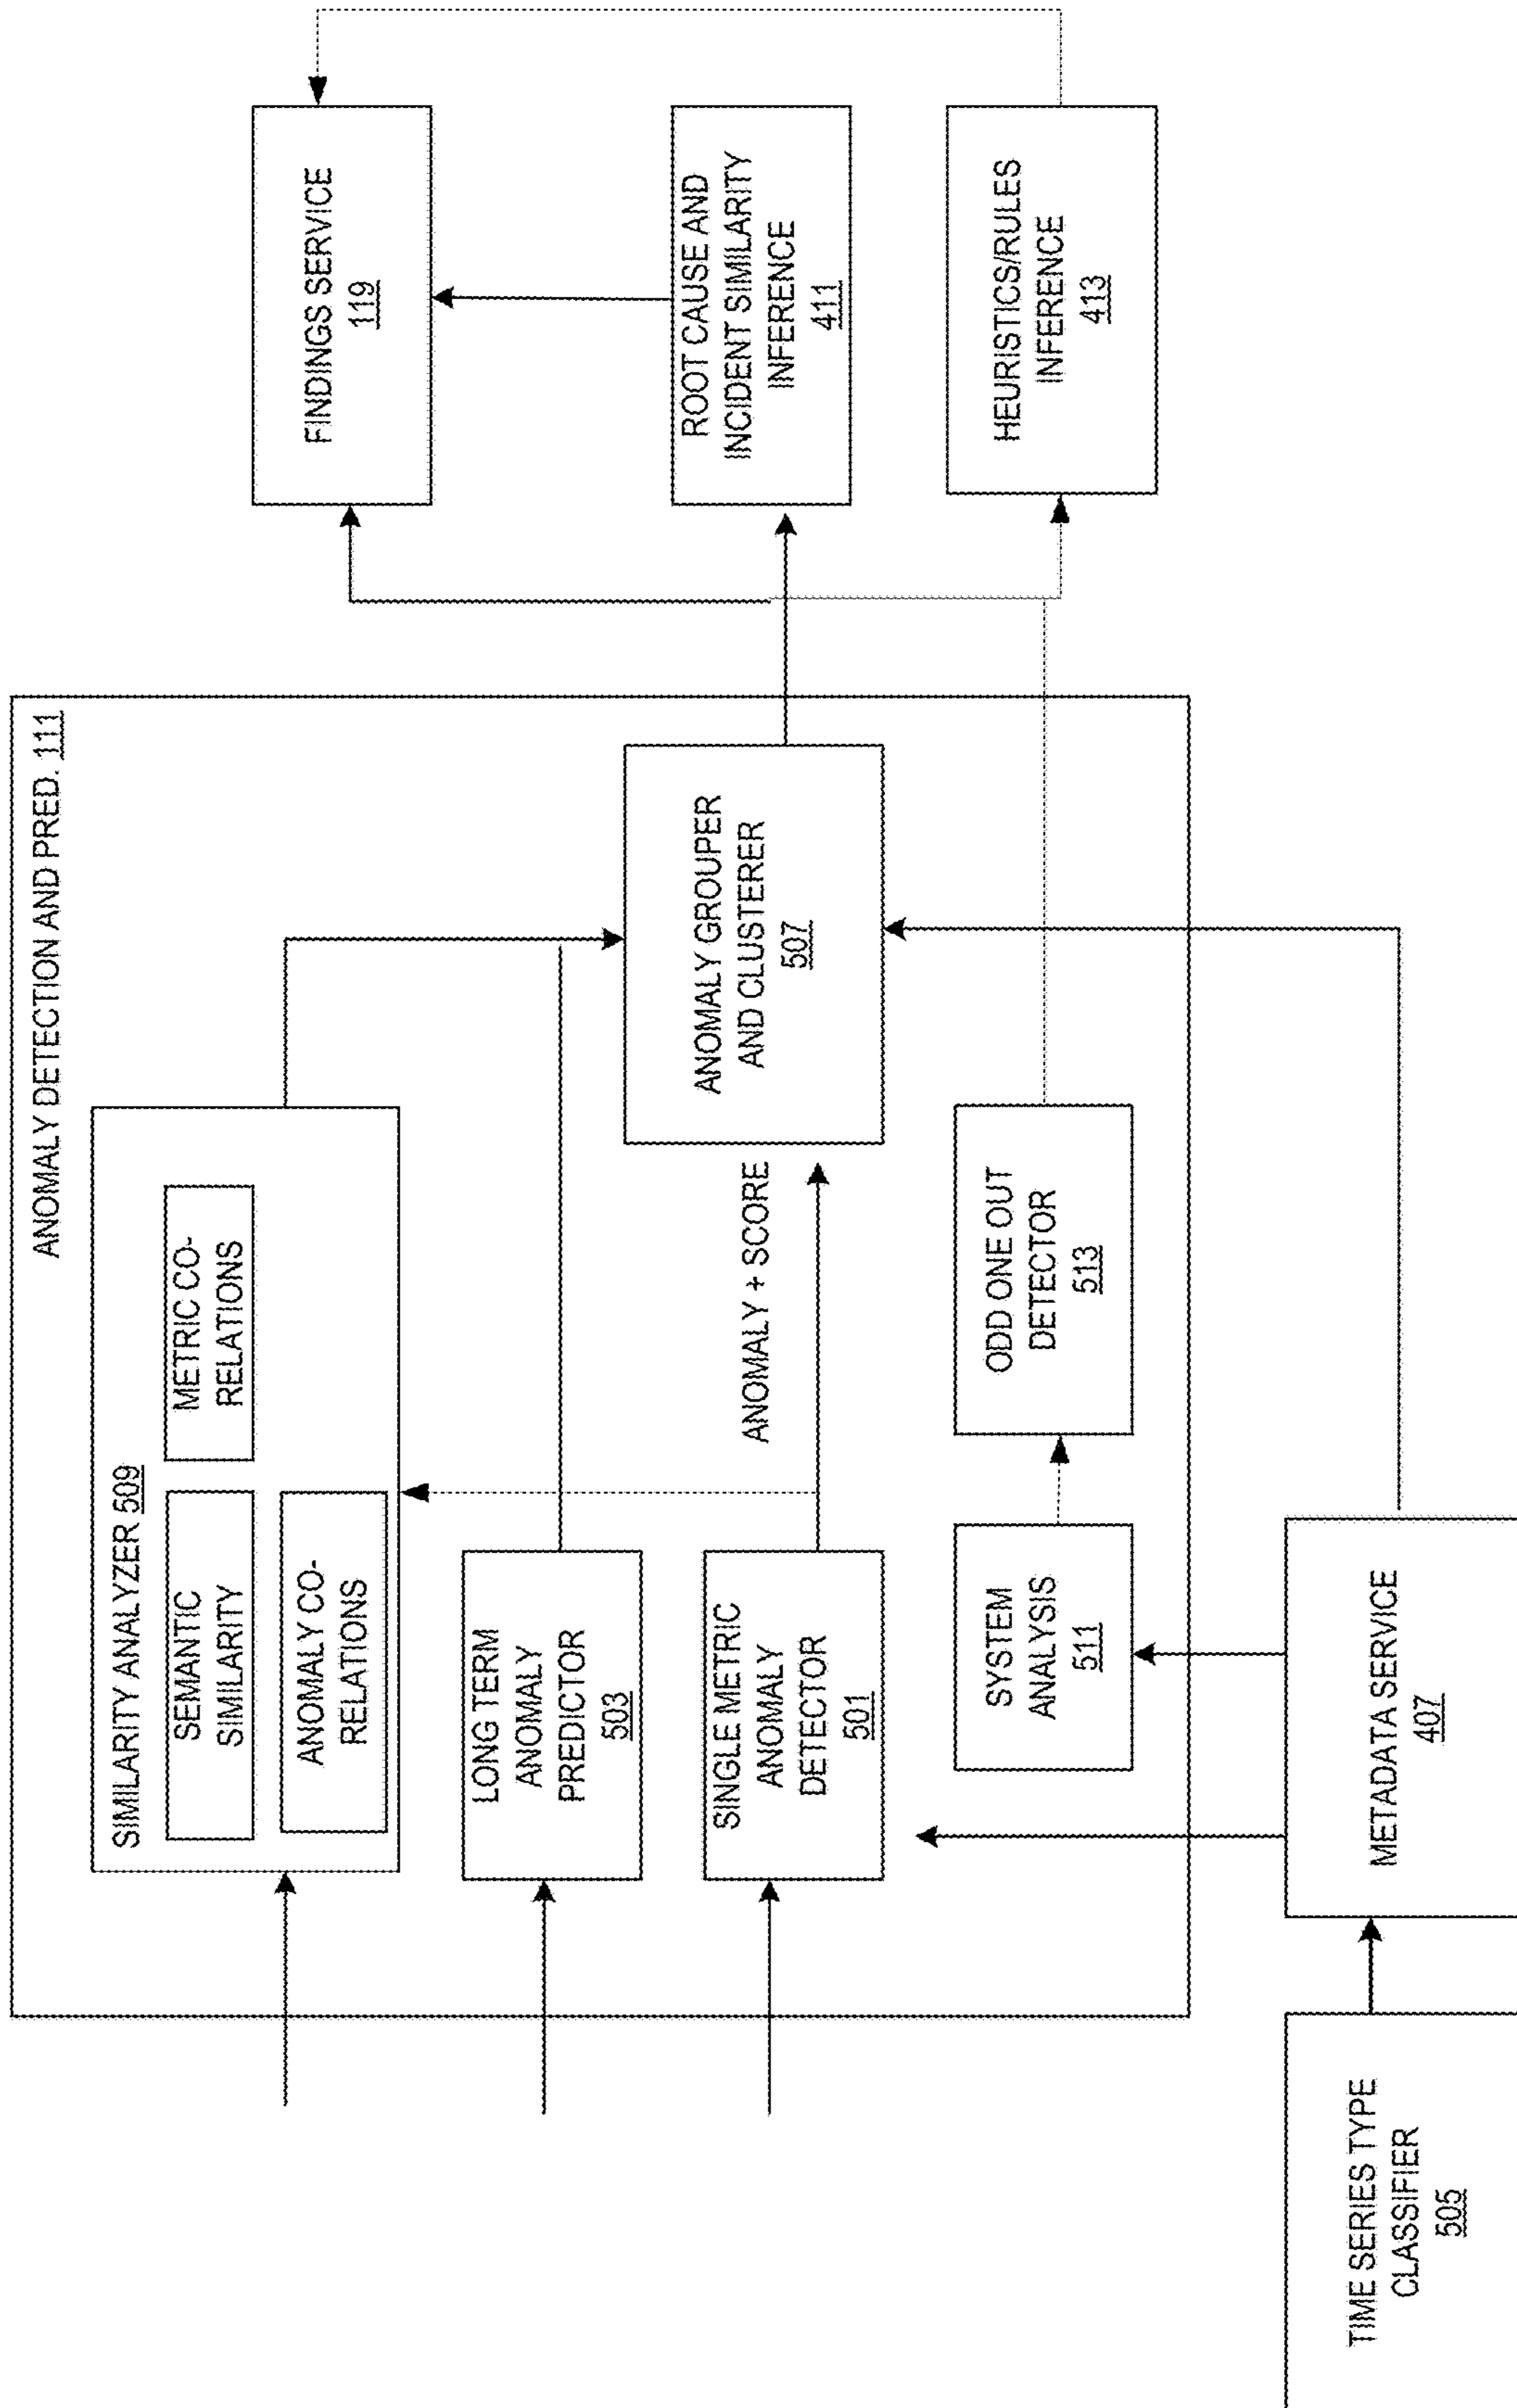 ANOMALY DETECTION AND PRED. 111
SIMILARITY ANALYZER 509
SEMANTIC
SIMILARITY
METRIC CO-
RELATIONS
ANOMALY CO-
RELATIONS
LONG TERM
ANOMALY
PREDICTOR
503
SINGLE METRIC
ANOMALY
DETECTOR
501
ANOMALY + SCORE
ANOMALY GROUPER
AND CLUSTERER
507
SYSTEM
ANALYSIS
511
ODD ONE OUT
DETECTOR
513
FINDINGS SERVICE
119
ROOT CAUSE AND
INCIDENT SIMILARITY
INFERENCE
411
HEURISTICS/RULES
INFERENCE
413
TIME SERIES TYPE
CLASSIFIER
505
METADATA SERVICE
407